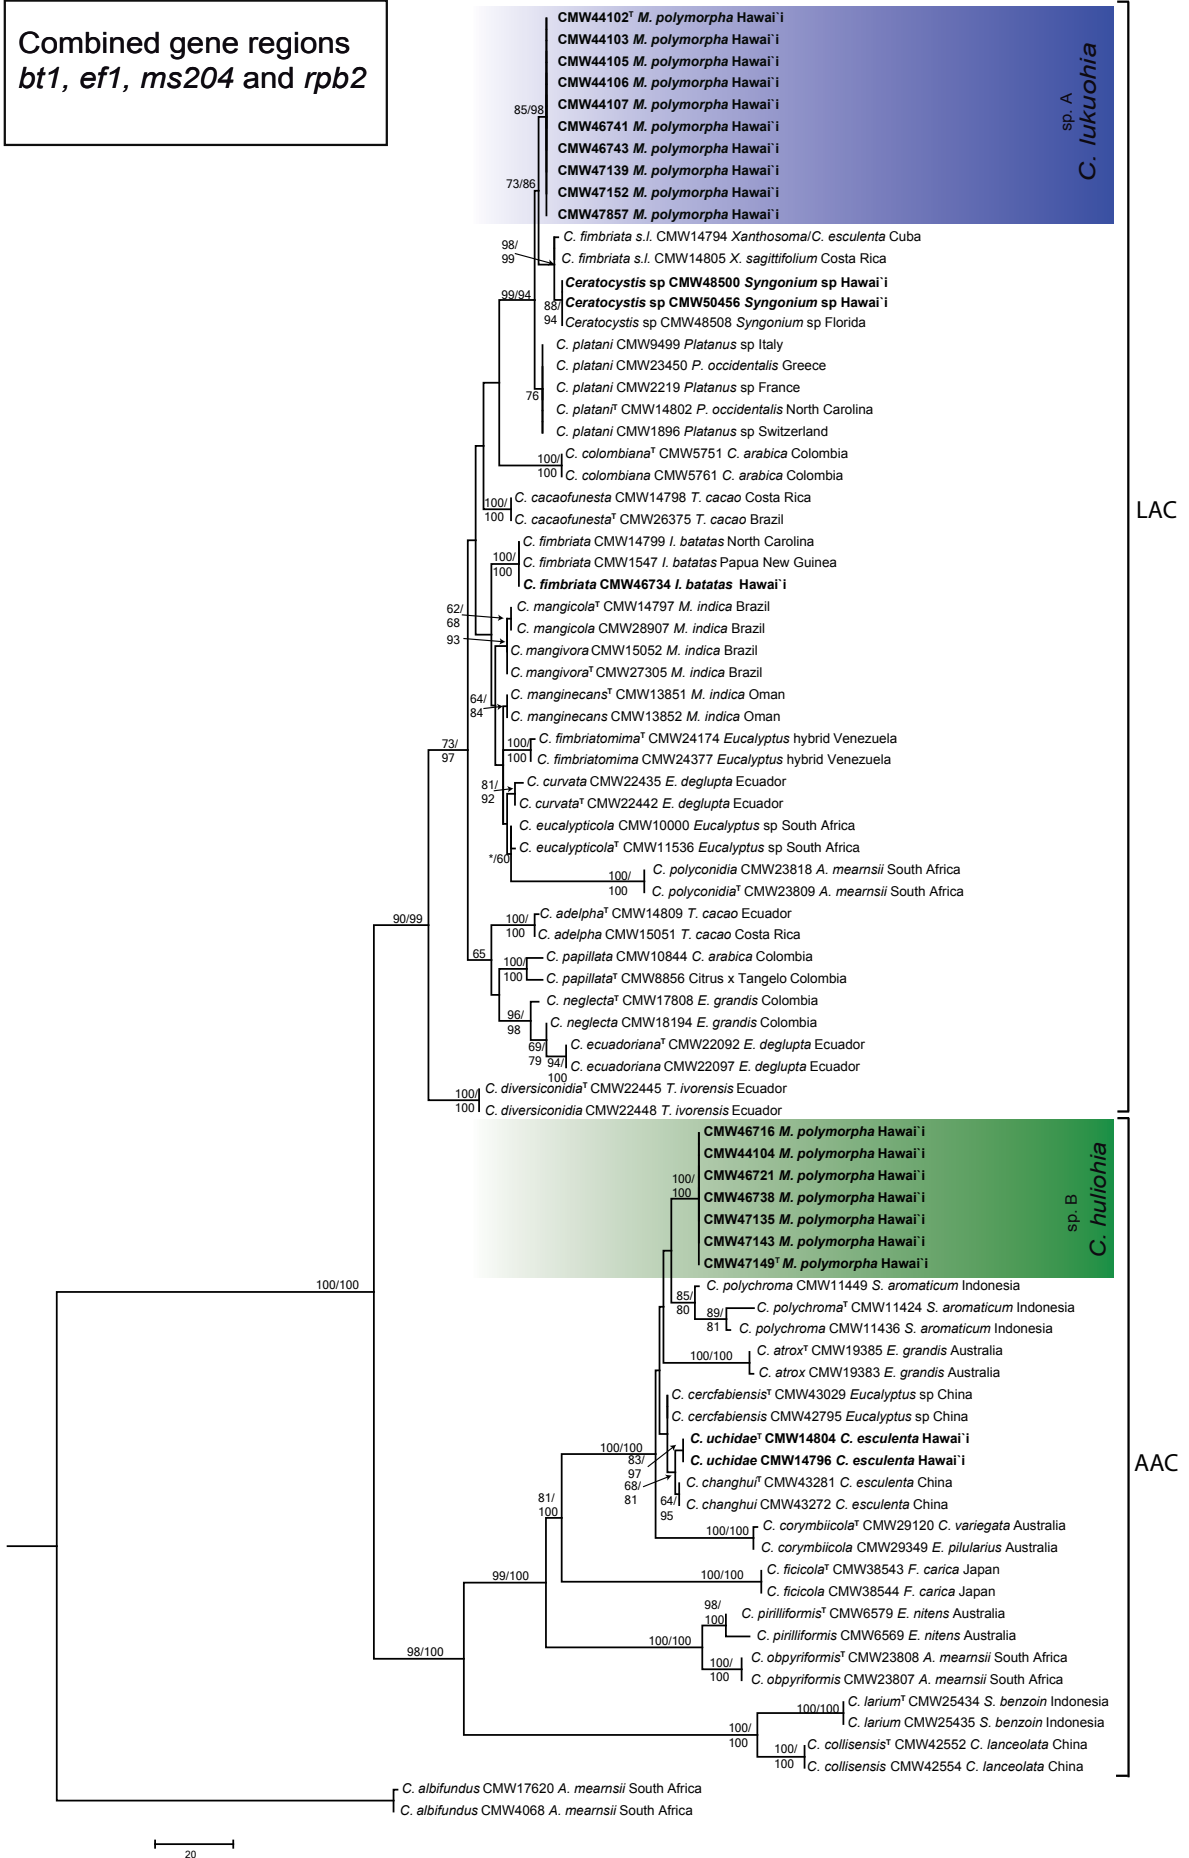 Combined gene regions
bt1, ef1, ms204 and rpb2
CMW44102ᵀ M. polymorpha Hawai`i
CMW44103 M. polymorpha Hawai`i
CMW44105 M. polymorpha Hawai`i
CMW44106 M. polymorpha Hawai`i
CMW44107 M. polymorpha Hawai`i
85/98
CMW46741 M. polymorpha Hawai`i
CMW46743 M. polymorpha Hawai`i
CMW47139 M. polymorpha Hawai`i
73/86
CMW47152 M. polymorpha Hawai`i
CMW47857 M. polymorpha Hawai`i
sp. A
C. lukuohia
C. fimbriata s.l. CMW14794 Xanthosoma/C. esculenta Cuba
98/
99
C. fimbriata s.l. CMW14805 X. sagittifolium Costa Rica
Ceratocystis sp CMW48500 Syngonium sp Hawai`i
99/94
Ceratocystis sp CMW50456 Syngonium sp Hawai`i
88/
94
Ceratocystis sp CMW48508 Syngonium sp Florida
C. platani CMW9499 Platanus sp Italy
C. platani CMW23450 P. occidentalis Greece
C. platani CMW2219 Platanus sp France
76
C. plataniᵀ CMW14802 P. occidentalis North Carolina
C. platani CMW1896 Platanus sp Switzerland
C. colombianaᵀ CMW5751 C. arabica Colombia
100/
100
C. colombiana CMW5761 C. arabica Colombia
C. cacaofunesta CMW14798 T. cacao Costa Rica
100/
100
C. cacaofunestaᵀ CMW26375 T. cacao Brazil
LAC
C. fimbriata CMW14799 I. batatas North Carolina
100/
100
C. fimbriata CMW1547 I. batatas Papua New Guinea
C. fimbriata CMW46734 I. batatas Hawai`i
C. mangicolaᵀ CMW14797 M. indica Brazil
62/
68
C. mangicola CMW28907 M. indica Brazil
93
C. mangivora CMW15052 M. indica Brazil
C. mangivoraᵀ CMW27305 M. indica Brazil
C. manginecansᵀ CMW13851 M. indica Oman
64/
84
C. manginecans CMW13852 M. indica Oman
C. fimbriatomimaᵀ CMW24174 Eucalyptus hybrid Venezuela
73/
97
100/
100
C. fimbriatomima CMW24377 Eucalyptus hybrid Venezuela
C. curvata CMW22435 E. deglupta Ecuador
81/
92
C. curvataᵀ CMW22442 E. deglupta Ecuador
C. eucalypticola CMW10000 Eucalyptus sp South Africa
C. eucalypticolaᵀ CMW11536 Eucalyptus sp South Africa
*/60
C. polyconidia CMW23818 A. mearnsii South Africa
100/
100
C. polyconidiaᵀ CMW23809 A. mearnsii South Africa
C. adelphaᵀ CMW14809 T. cacao Ecuador
90/99
100/
100
C. adelpha CMW15051 T. cacao Costa Rica
65
C. papillata CMW10844 C. arabica Colombia
100/
100
C. papillataᵀ CMW8856 Citrus x Tangelo Colombia
C. neglectaᵀ CMW17808 E. grandis Colombia
96/
98
C. neglecta CMW18194 E. grandis Colombia
C. ecuadorianaᵀ CMW22092 E. deglupta Ecuador
69/
79
94/
100
C. ecuadoriana CMW22097 E. deglupta Ecuador
C. diversiconidiaᵀ CMW22445 T. ivorensis Ecuador
100/
100
C. diversiconidia CMW22448 T. ivorensis Ecuador
CMW46716 M. polymorpha Hawai`i
CMW44104 M. polymorpha Hawai`i
CMW46721 M. polymorpha Hawai`i
100/
100
CMW46738 M. polymorpha Hawai`i
CMW47135 M. polymorpha Hawai`i
CMW47143 M. polymorpha Hawai`i
CMW47149ᵀ M. polymorpha Hawai`i
sp. B
C. huliohia
100/100
C. polychroma CMW11449 S. aromaticum Indonesia
85/
80
C. polychromaᵀ CMW11424 S. aromaticum Indonesia
89/
81
C. polychroma CMW11436 S. aromaticum Indonesia
C. atroxᵀ CMW19385 E. grandis Australia
100/100
C. atrox CMW19383 E. grandis Australia
C. cercfabiensisᵀ CMW43029 Eucalyptus sp China
C. cercfabiensis CMW42795 Eucalyptus sp China
C. uchidaeᵀ CMW14804 C. esculenta Hawai`i
100/100
83/
97
C. uchidae CMW14796 C. esculenta Hawai`i
AAC
C. changhuiᵀ CMW43281 C. esculenta China
68/
81
C. changhui CMW43272 C. esculenta China
64/
95
81/
100
C. corymbiicolaᵀ CMW29120 C. variegata Australia
100/100
C. corymbiicola CMW29349 E. pilularius Australia
C. ficicolaᵀ CMW38543 F. carica Japan
99/100
100/100
C. ficicola CMW38544 F. carica Japan
C. pirilliformisᵀ CMW6579 E. nitens Australia
98/
100
C. pirilliformis CMW6569 E. nitens Australia
100/100
C. obpyriformisᵀ CMW23808 A. mearnsii South Africa
98/100
100/
100
C. obpyriformis CMW23807 A. mearnsii South Africa
C. lariumᵀ CMW25434 S. benzoin Indonesia
100/100
C. larium CMW25435 S. benzoin Indonesia
100/
100
C. collisensisᵀ CMW42552 C. lanceolata China
100/
100
C. collisensis CMW42554 C. lanceolata China
C. albifundus CMW17620 A. mearnsii South Africa
C. albifundus CMW4068 A. mearnsii South Africa
20